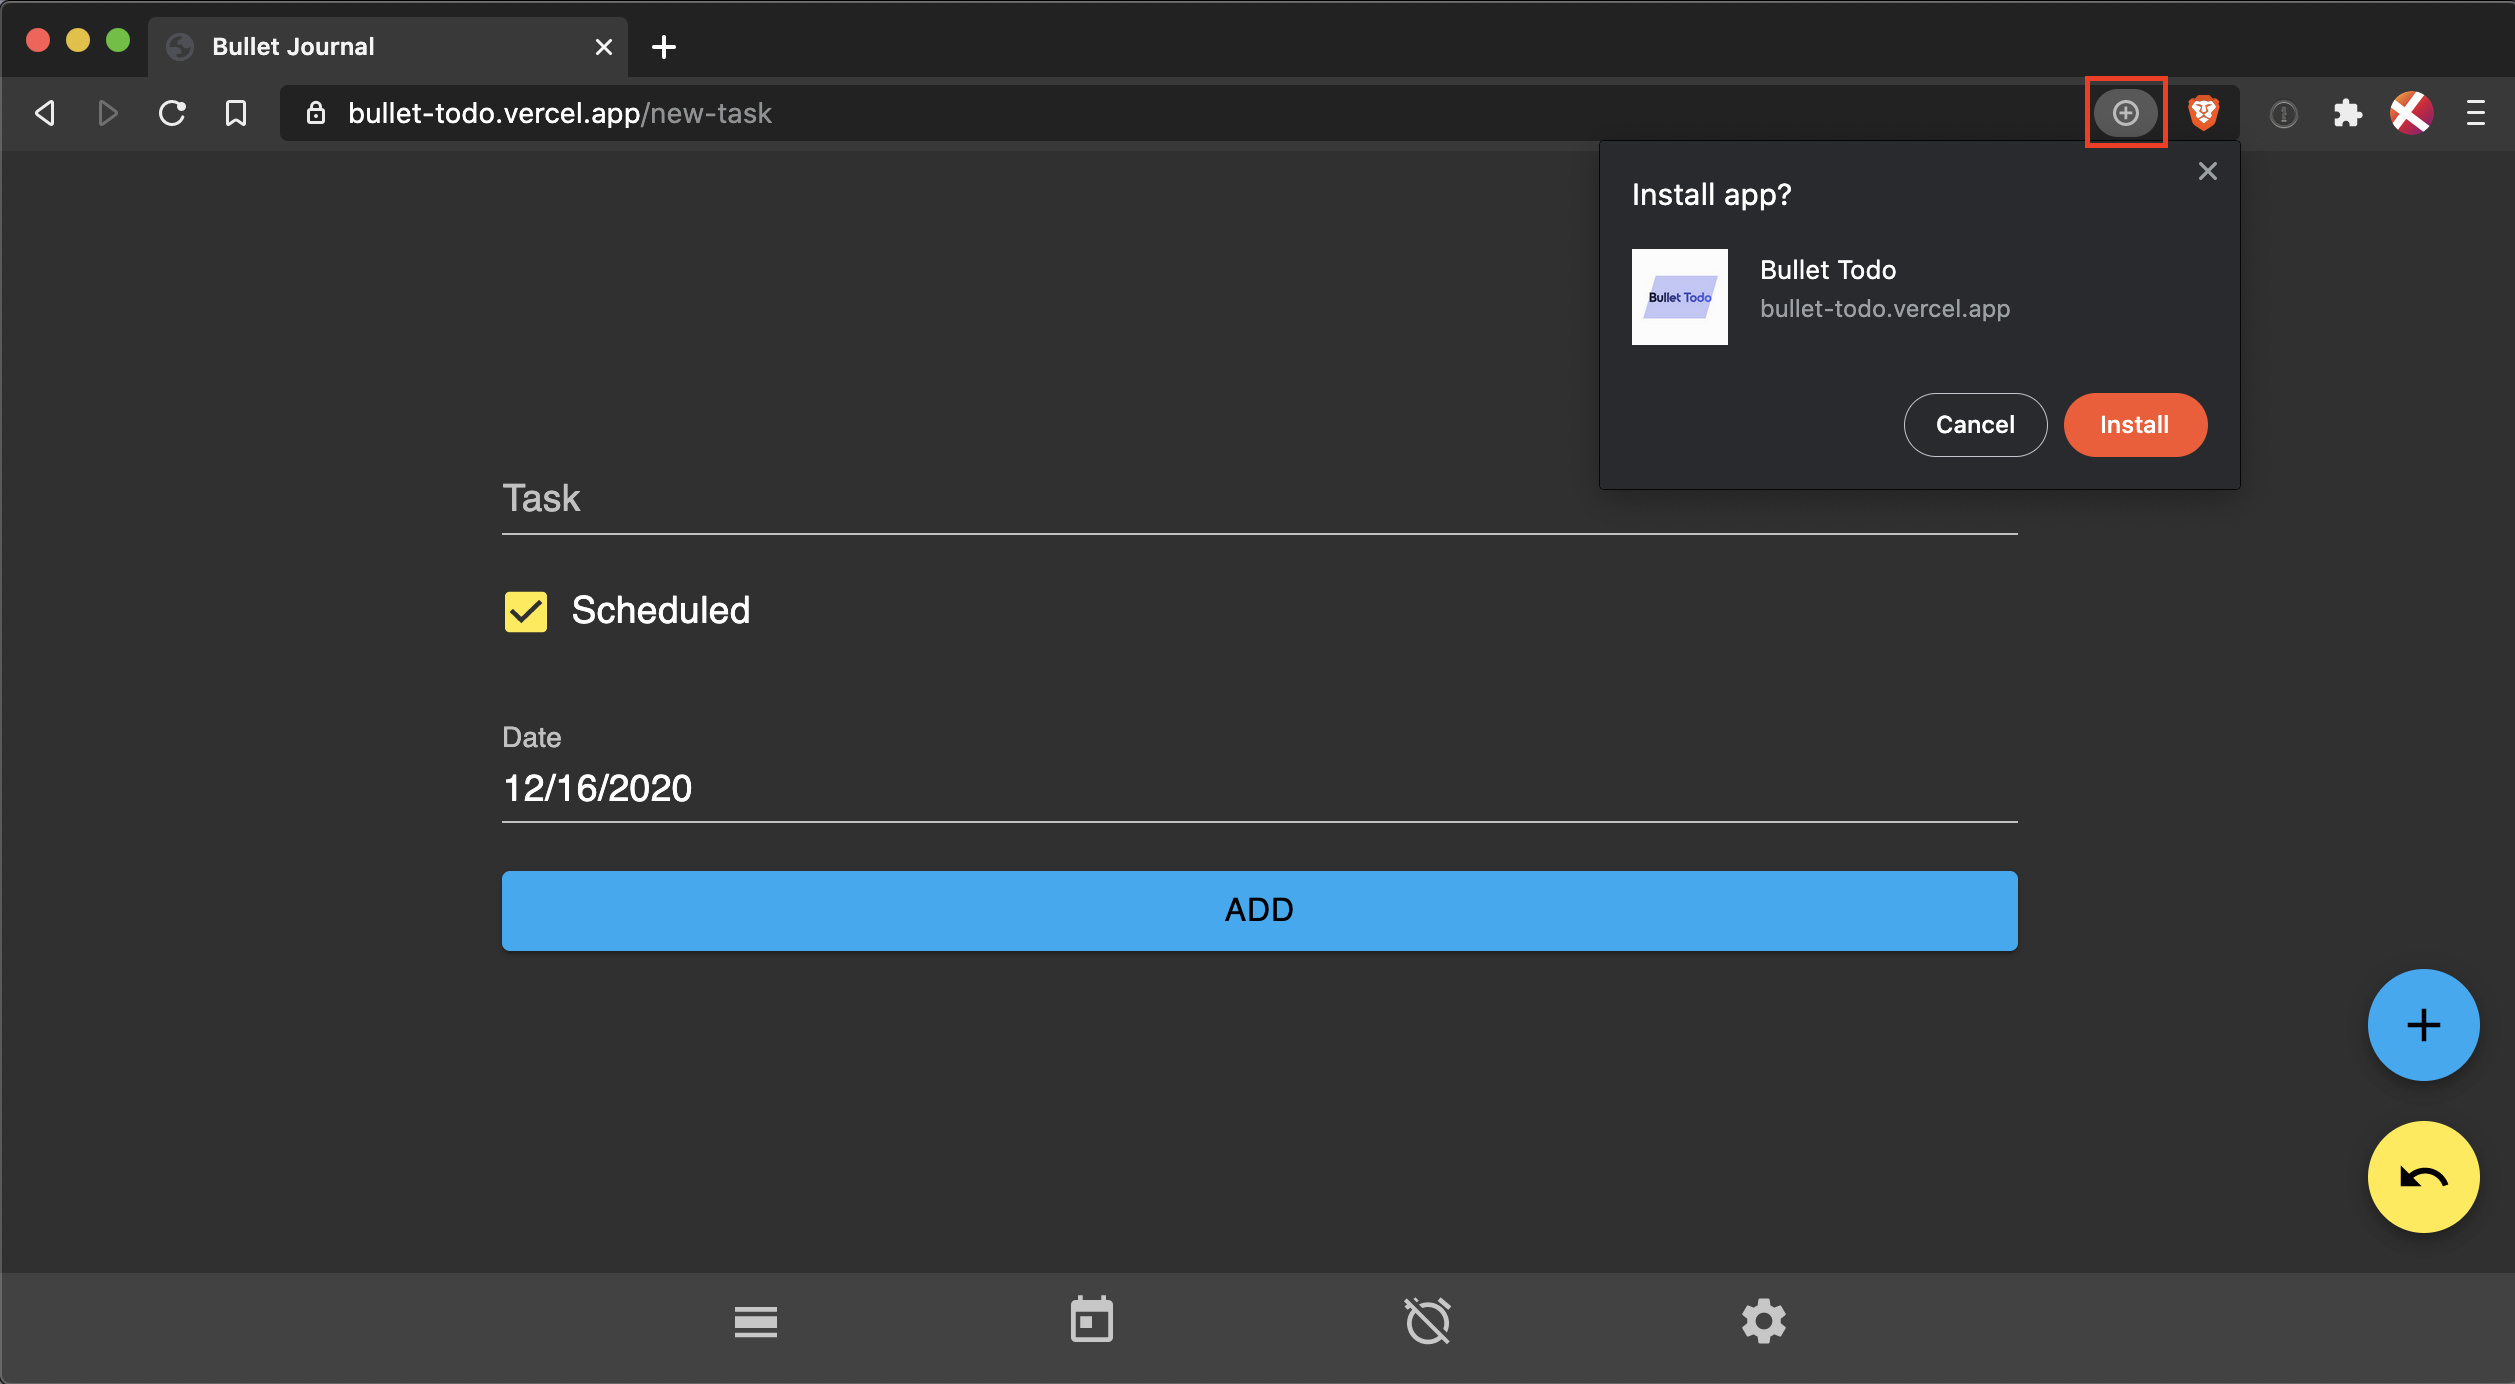 Bullet Journal
bullet-todo.vercel.app/new-task
Install app?
Bullet Todo
Bullet Todo
bullet-todo.vercel.app
Cancel
Install
Task
Scheduled
Date
12/16/2020
ADD